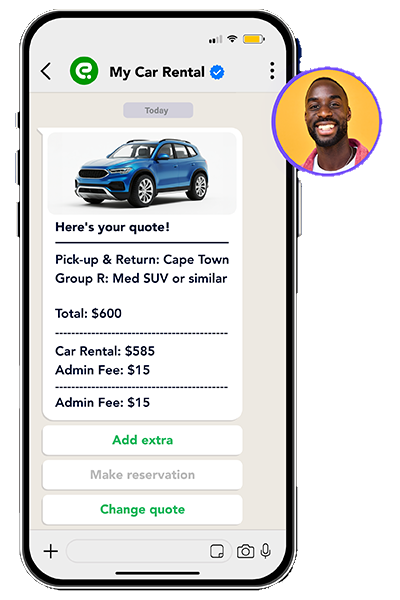 My Car Rental
Today
Here's your quote!
Pick-up & Return: Cape Town
Group R: Med SUV or similar
Total: $600
Car Rental: $585
Admin Fee: $15
Admin Fee: $15
Add extra
Make reservation
Change quote